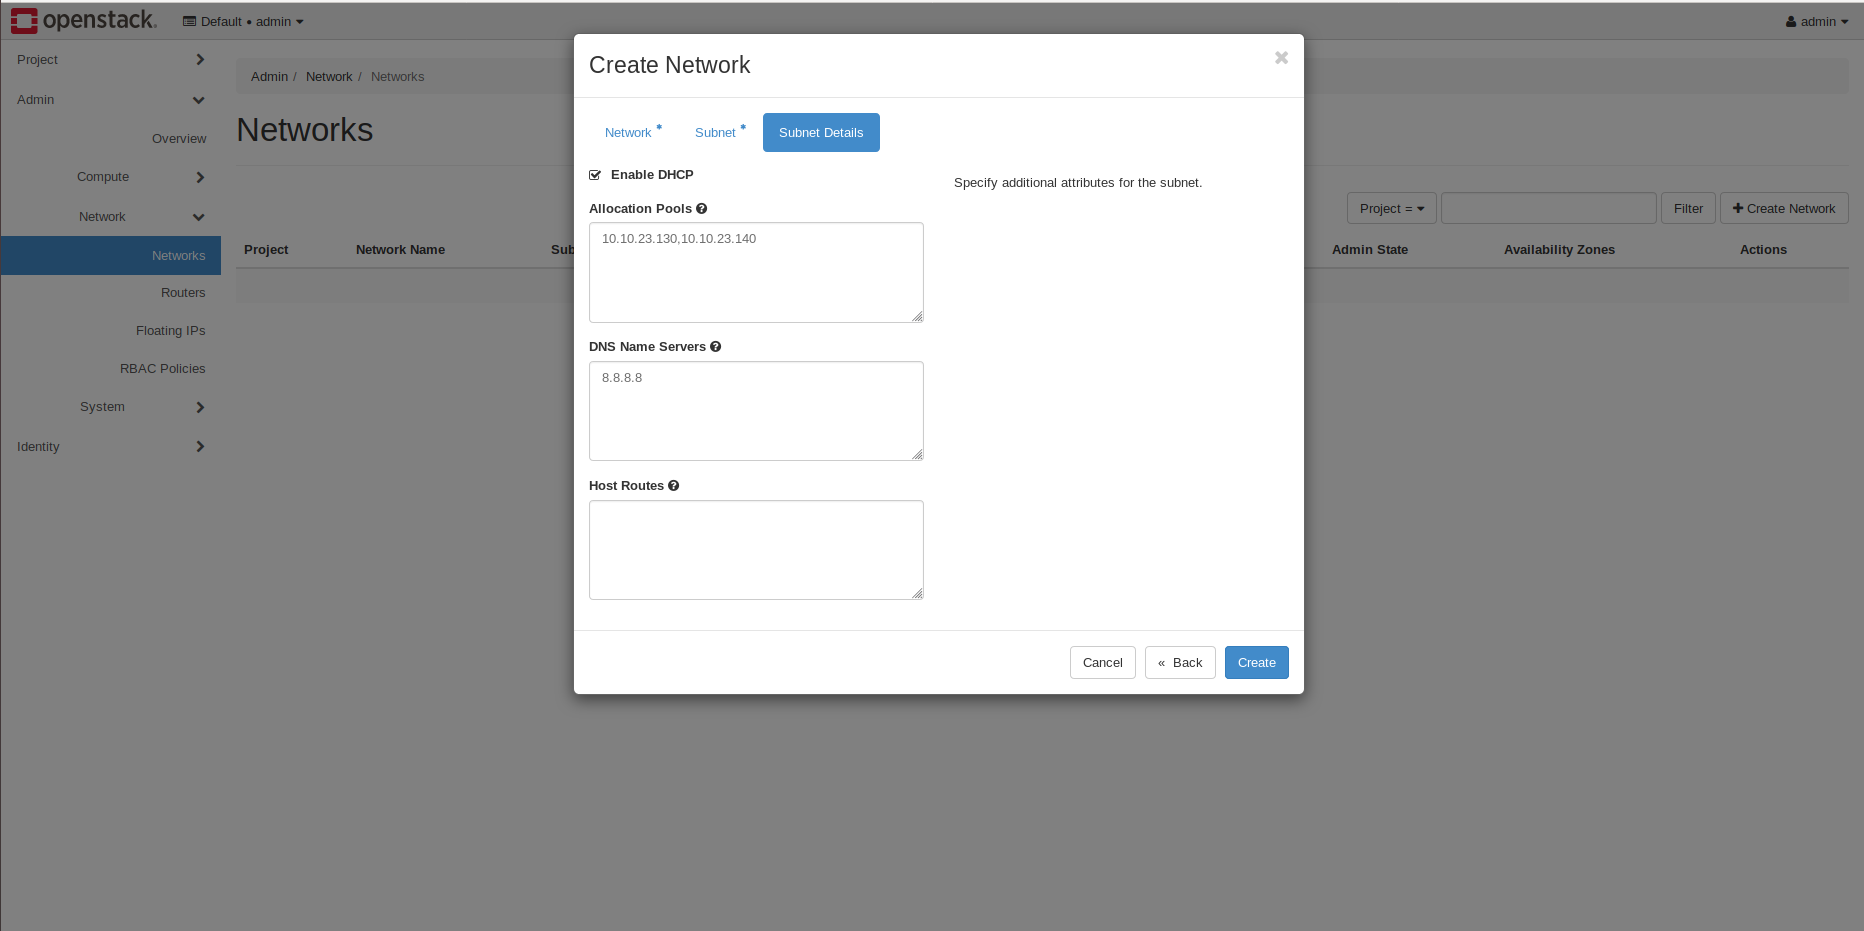 openstack. Default • admin admin
Project
Admin
Overview
Compute
Network
Networks
Routers
Floating IPs
RBAC Policies
System
Identity
Admin / Network / Networks
Networks
Project = Filter Create Network
Project Network Name Sub Admin State Availability Zones Actions
Create Network
Network * Subnet * Subnet Details
Enable DHCP
Specify additional attributes for the subnet.
Allocation Pools
10.10.23.130,10.10.23.140
DNS Name Servers
8.8.8.8
Host Routes
Cancel « Back Create